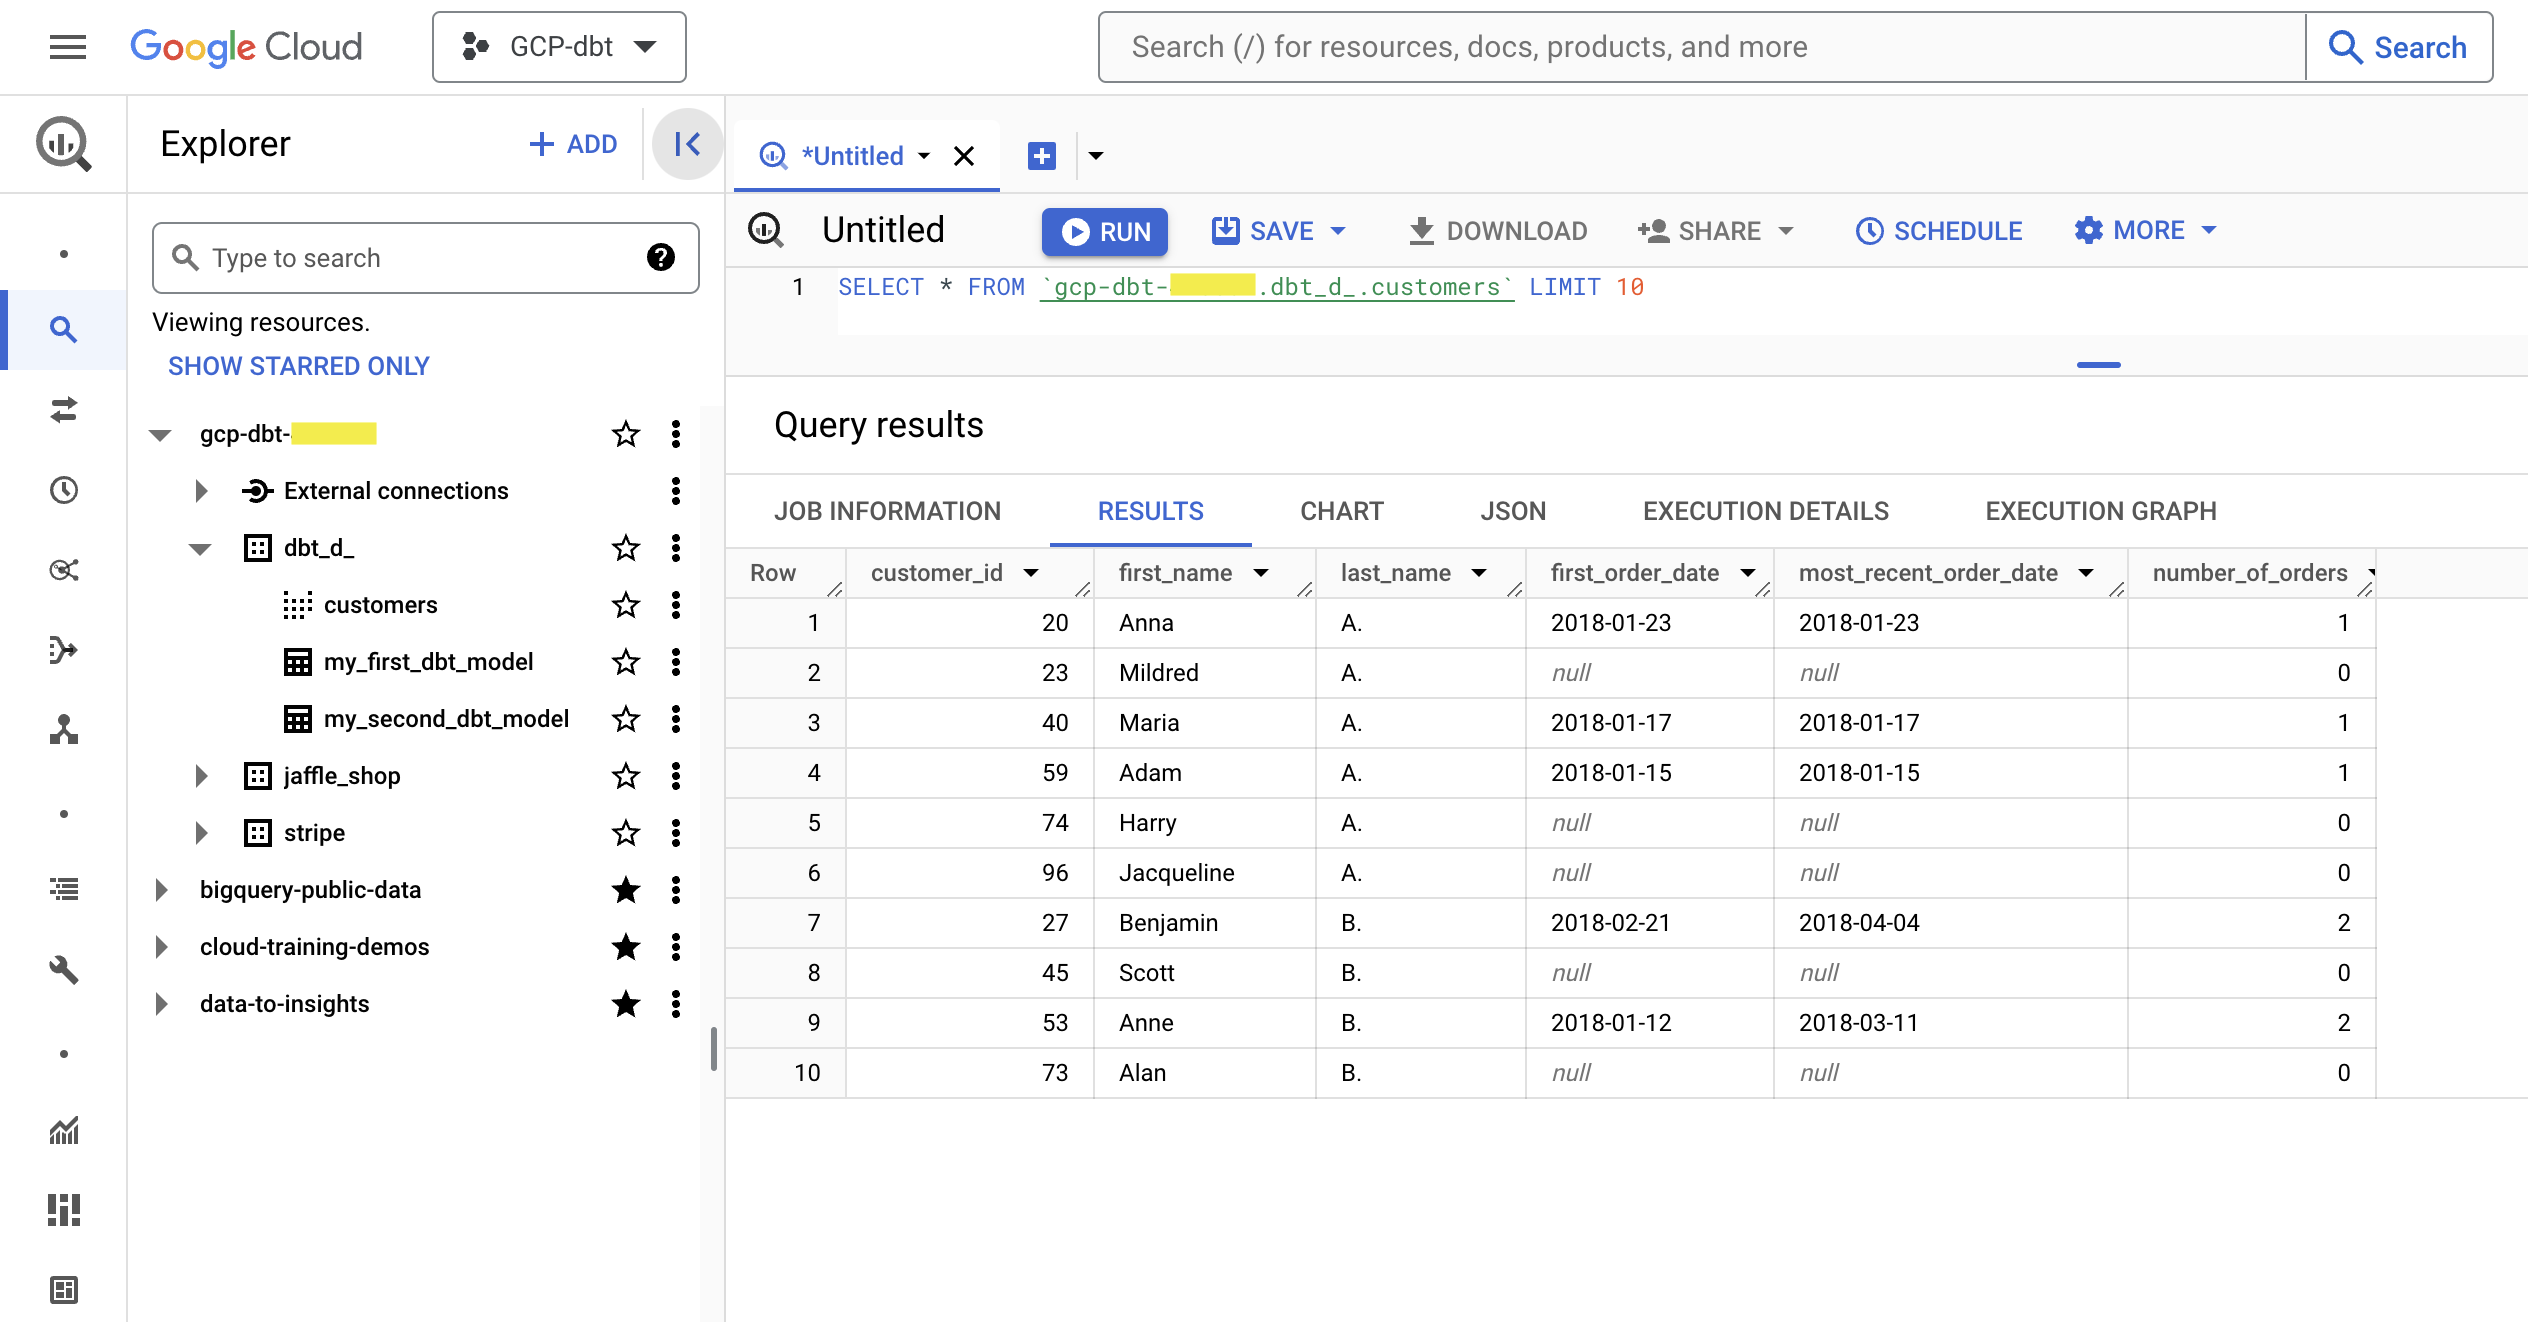 Google Cloud
GCP-dbt
Search (/) for resources, docs, products, and more
Search
Explorer
ADD
*Untitled
Type to search
Viewing resources.
SHOW STARRED ONLY
gcp-dbt-
External connections
dbt_d_
customers
my_first_dbt_model
my_second_dbt_model
jaffle_shop
stripe
bigquery-public-data
cloud-training-demos
data-to-insights
Untitled RUN SAVE DOWNLOAD SHARE SCHEDULE MORE
1 SELECT * FROM `gcp-dbt- .dbt_d_.customers` LIMIT 10
Query results
JOB INFORMATION RESULTS CHART JSON EXECUTION DETAILS EXECUTION GRAPH
Row customer_id first_name last_name first_order_date most_recent_order_date number_of_orders
1 20 Anna A. 2018-01-23 2018-01-23 1
2 23 Mildred A. null null 0
3 40 Maria A. 2018-01-17 2018-01-17 1
4 59 Adam A. 2018-01-15 2018-01-15 1
5 74 Harry A. null null 0
6 96 Jacqueline A. null null 0
7 27 Benjamin B. 2018-02-21 2018-04-04 2
8 45 Scott B. null null 0
9 53 Anne B. 2018-01-12 2018-03-11 2
10 73 Alan B. null null 0